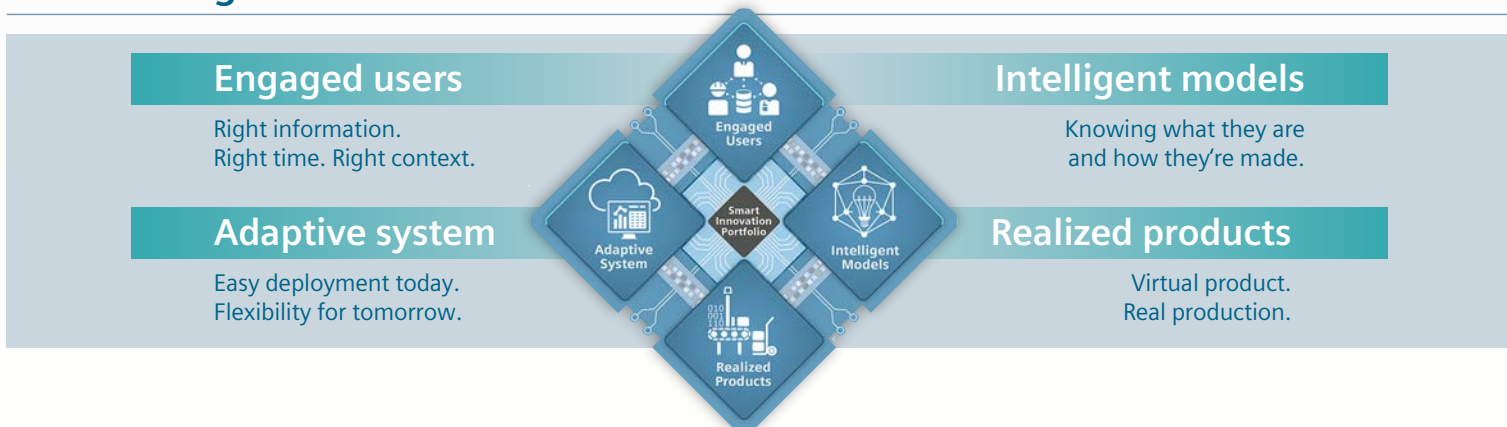 Engaged users
Right information.
Right time. Right context.
Adaptive system
Easy deployment today.
Flexibility for tomorrow.
Engaged
Users
Adaptive
System
Smart
Innovation
Portfolio
Intelligent
Models
010
001
110
Realized
Products
Intelligent models
Knowing what they are
and how they’re made.
Realized products
Virtual product.
Real production.